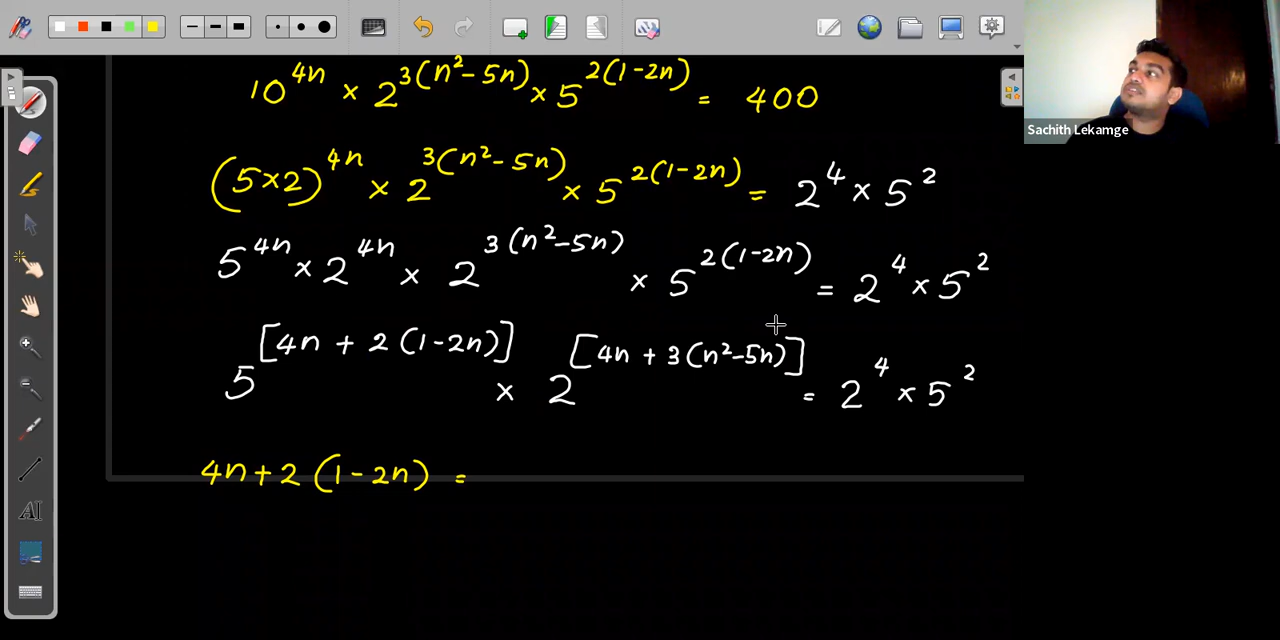 10^{4n} × 2^{3(n²-5n)} × 5^{2(1-2n)} = 400
Sachith Lekamge
(5×2)^{4n} × 2^{3(n²-5n)} × 5^{2(1-2n)} = 2^4 × 5^2
5^{4n} × 2^{4n} × 2^{3(n²-5n)} × 5^{2(1-2n)} = 2^4 × 5^2
5^{[4n + 2(1-2n)]} × 2^{[4n + 3(n²-5n)]} = 2^4 × 5^2
4n+2(1-2n) =
AI